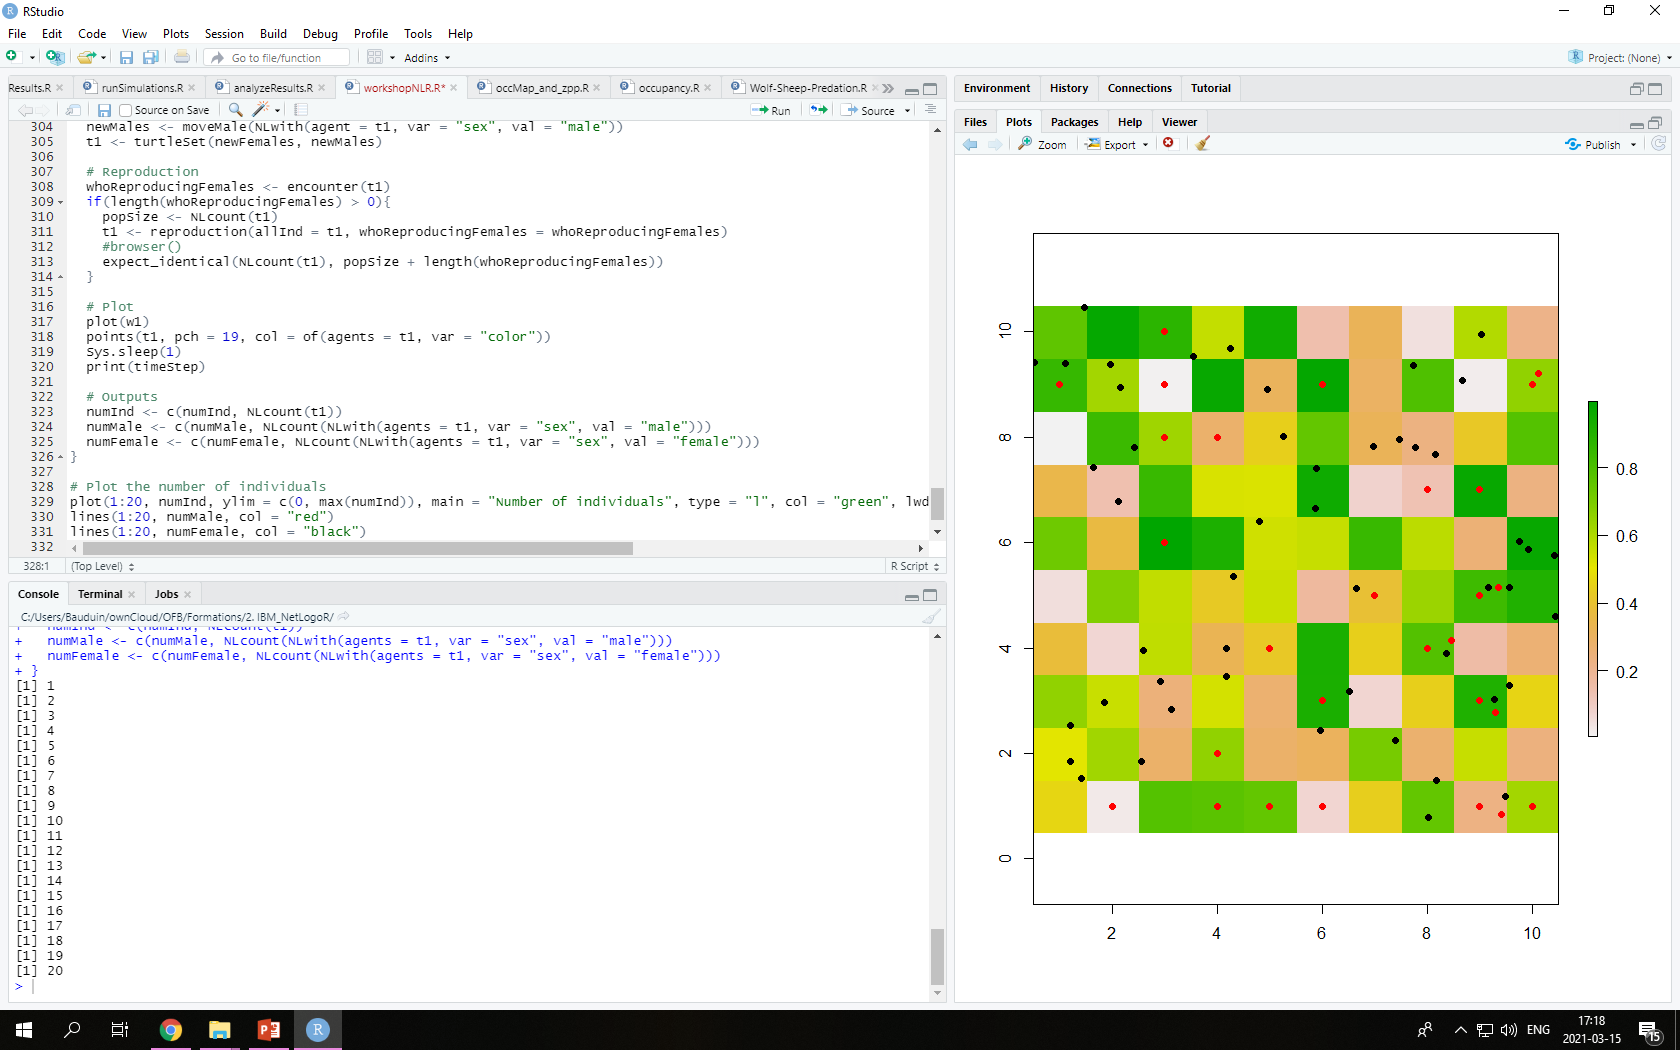 RStudio
File Edit Code View Plots Session Build Debug Profile Tools Help
Go to file/function Addins Project: (None)
Results.R runSimulations.R analyzeResults.R workshopNLR.R* occMap_and_zpp.R occupancy.R Wolf-Sheep-Predation.R
Source on Save Run Source
304 newMales <- moveMale(NLwith(agent = t1, var = "sex", val = "male"))
305 t1 <- turtleSet(newFemales, newMales)
306
307 # Reproduction
308 whoReproducingFemales <- encounter(t1)
309 if(length(whoReproducingFemales) > 0){
310 popSize <- NLcount(t1)
311 t1 <- reproduction(allInd = t1, whoReproducingFemales = whoReproducingFemales)
312 #browser()
313 expect_identical(NLcount(t1), popSize + length(whoReproducingFemales))
314 }
315
316 # Plot
317 plot(w1)
318 points(t1, pch = 19, col = of(agents = t1, var = "color"))
319 Sys.sleep(1)
320 print(timeStep)
321
322 # Outputs
323 numInd <- c(numInd, NLcount(t1))
324 numMale <- c(numMale, NLcount(NLwith(agents = t1, var = "sex", val = "male")))
325 numFemale <- c(numFemale, NLcount(NLwith(agents = t1, var = "sex", val = "female")))
326 }
327
328 # Plot the number of individuals
329 plot(1:20, numInd, ylim = c(0, max(numInd)), main = "Number of individuals", type = "l", col = "green", lwd
330 lines(1:20, numMale, col = "red")
331 lines(1:20, numFemale, col = "black")
332
328:1 (Top Level) R Script
Console Terminal Jobs
C:/Users/Bauduin/ownCloud/OFB/Formations/2. IBM_NetLogoR/
+ numInd <- c(numInd, NLcount(t1))
+ numMale <- c(numMale, NLcount(NLwith(agents = t1, var = "sex", val = "male")))
+ numFemale <- c(numFemale, NLcount(NLwith(agents = t1, var = "sex", val = "female")))
+ }
[1] 1
[1] 2
[1] 3
[1] 4
[1] 5
[1] 6
[1] 7
[1] 8
[1] 9
[1] 10
[1] 11
[1] 12
[1] 13
[1] 14
[1] 15
[1] 16
[1] 17
[1] 18
[1] 19
[1] 20
>
Environment History Connections Tutorial
Files Plots Packages Help Viewer
Zoom Export Publish
10
8
6
4
2
0
2 4 6 8 10
0.8
0.6
0.4
0.2
ENG
17:18
2021-03-15
15